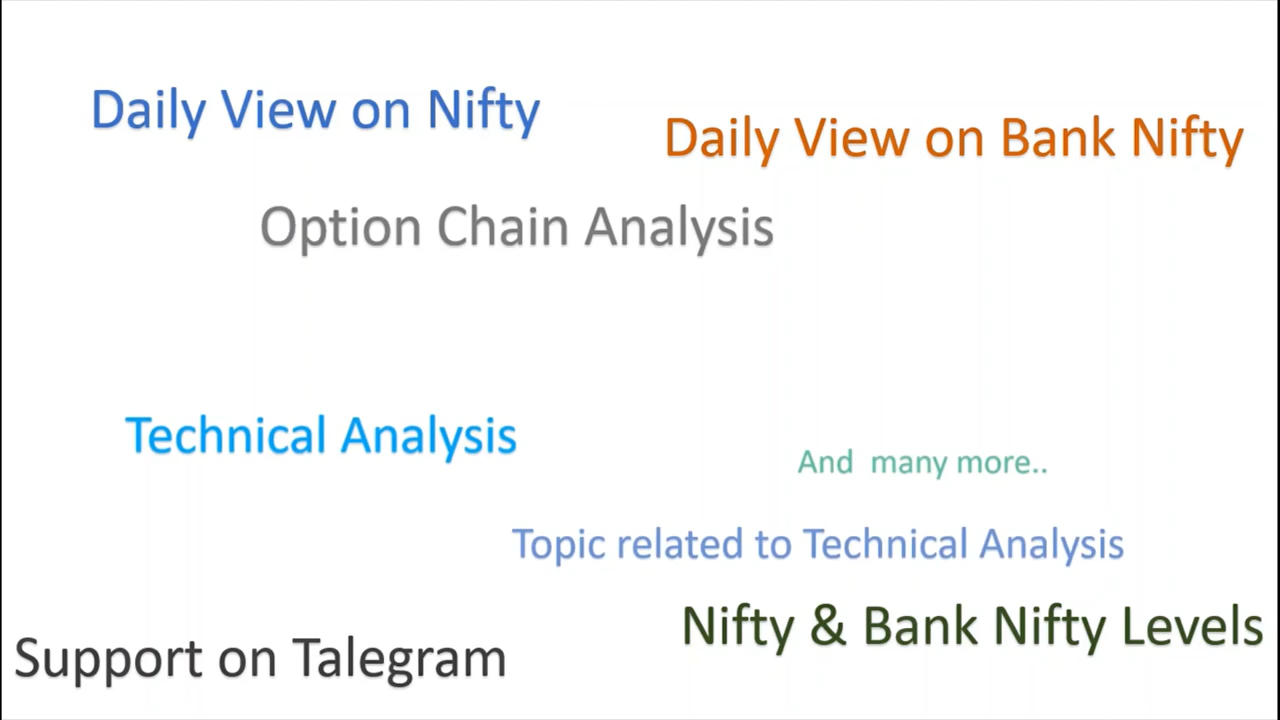 Daily View on Nifty
Daily View on Bank Nifty
Option Chain Analysis
Technical Analysis
And many more..
Topic related to Technical Analysis
Nifty & Bank Nifty Levels
Support on Talegram